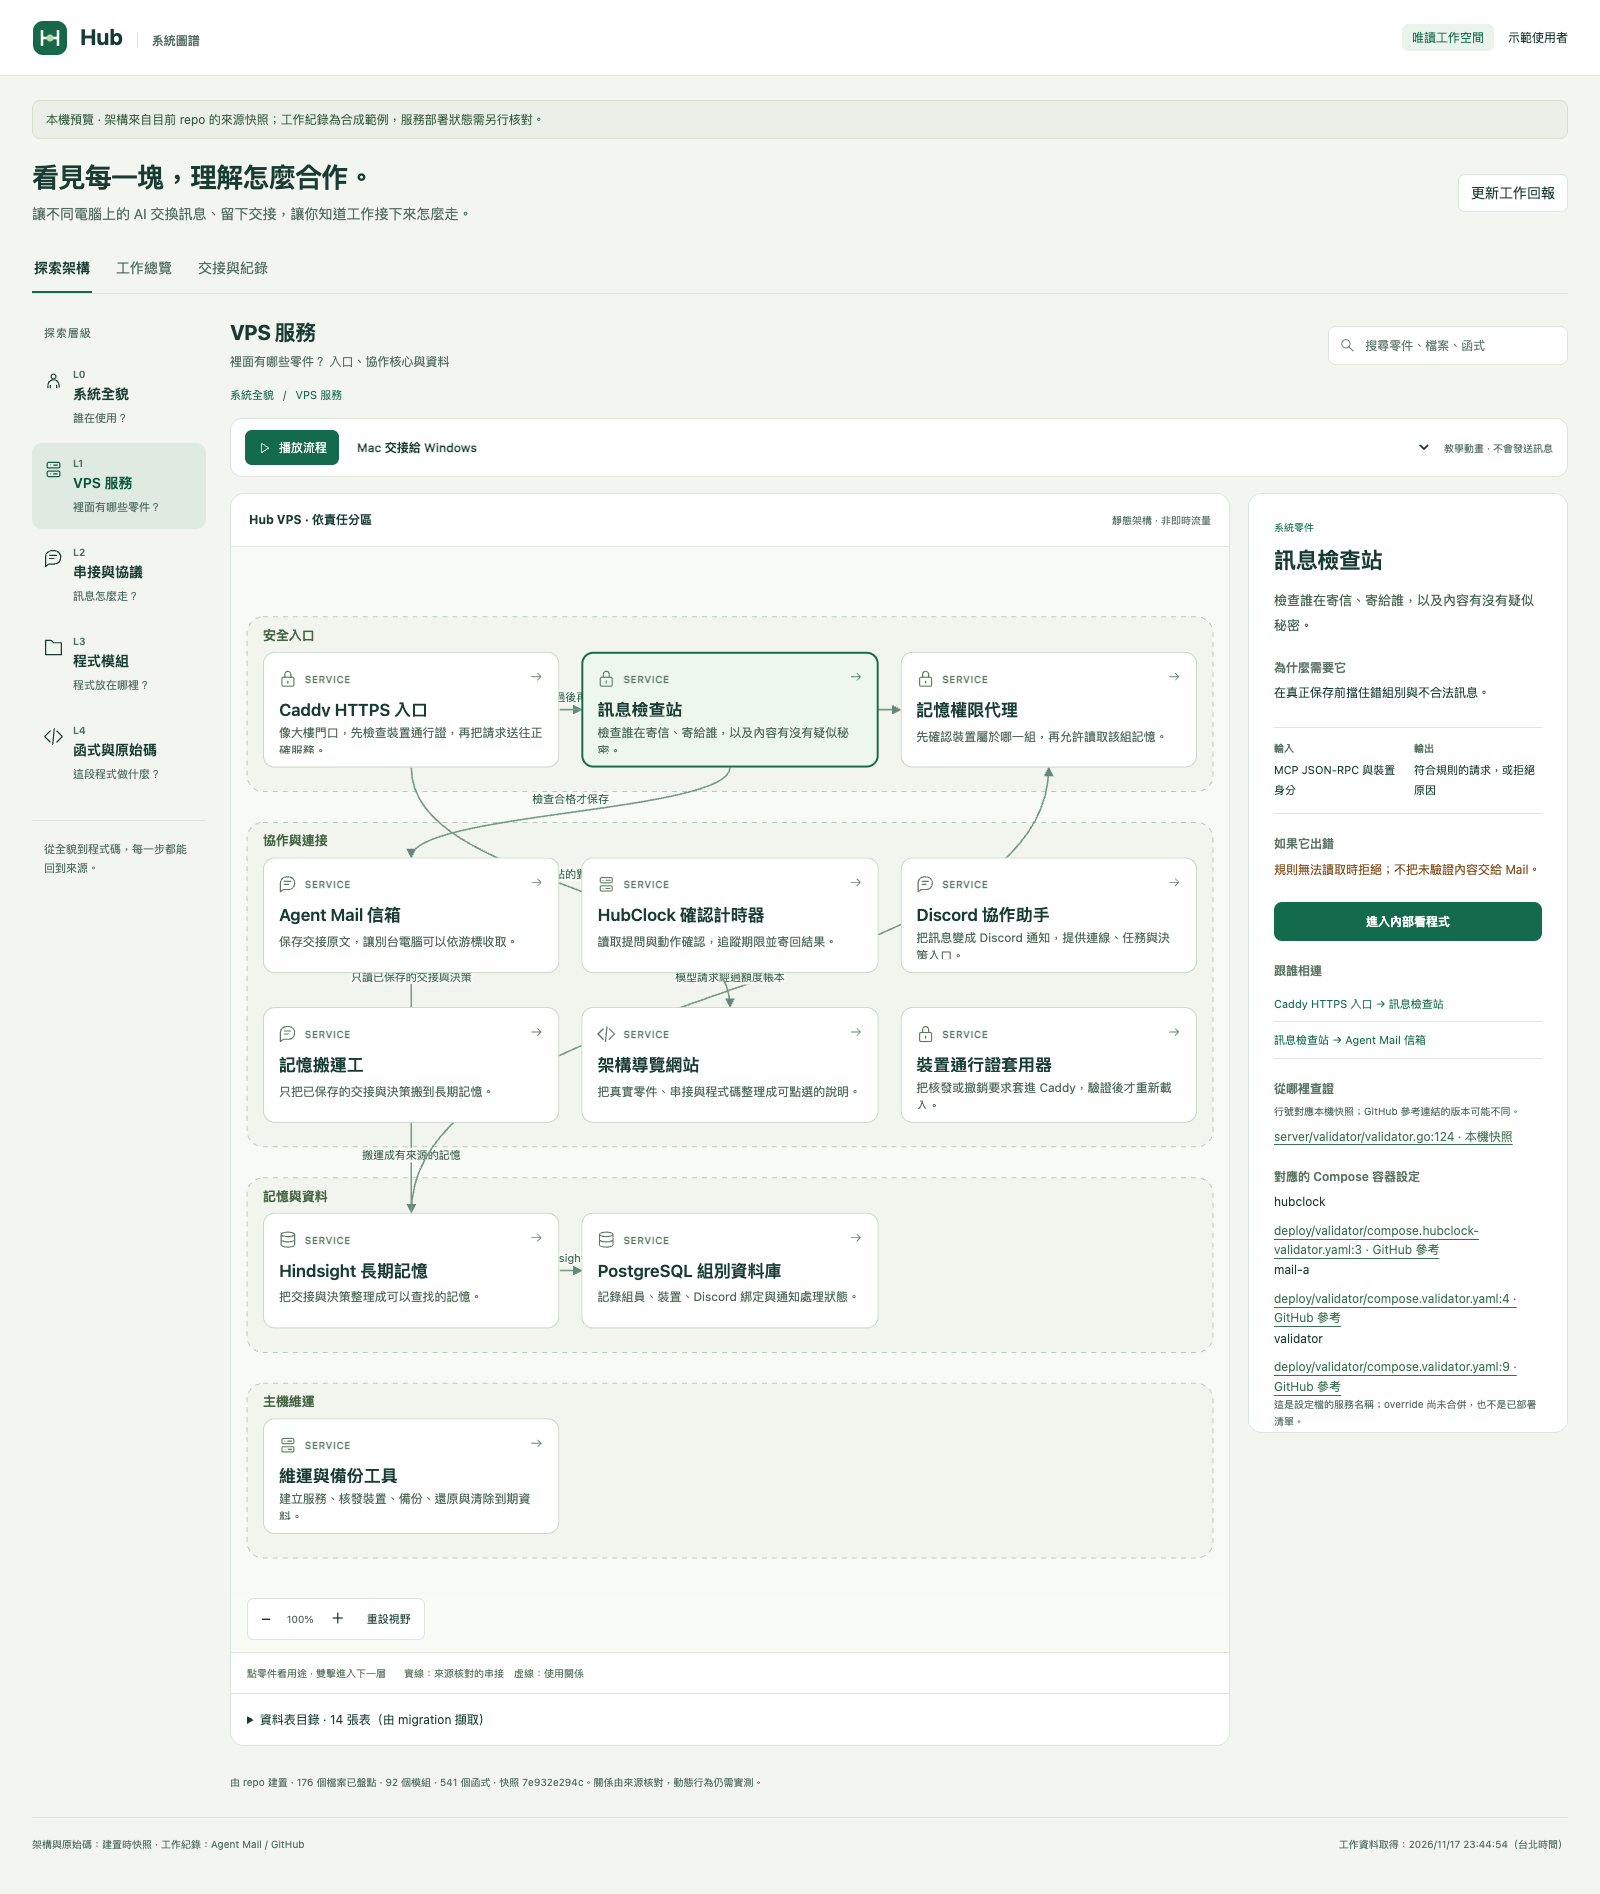 Hub
系統圖譜
唯讀工作空間
示範使用者
本機預覽 · 架構來自目前 repo 的來源快照；工作紀錄為合成範例，服務部署狀態需另行核對。
看見每一塊，理解怎麼合作。
讓不同電腦上的 AI 交換訊息、留下交接，讓你知道工作接下來怎麼走。
更新工作回報
探索架構
工作總覽
交接與紀錄
探索層級
L0
系統全貌
誰在使用？
L1
VPS 服務
裡面有哪些零件？
L2
串接與協議
訊息怎麼走？
L3
程式模組
程式放在哪裡？
L4
函式與原始碼
這段程式做什麼？
從全貌到程式碼，每一步都能
回到來源。
VPS 服務
裡面有哪些零件？ 入口、協作核心與資料
系統全貌 / VPS 服務
搜尋零件、檔案、函式
播放流程
Mac 交接給 Windows
教學動畫 · 不會發送訊息
Hub VPS · 依責任分區
靜態架構 · 非即時流量
安全入口
SERVICE
Caddy HTTPS 入口
像大樓門口，先檢查裝置通行證，再把請求送往正
確服務。
過後再
SERVICE
訊息檢查站
檢查誰在寄信、寄給誰，以及內容有沒有疑似秘
密。
SERVICE
記憶權限代理
先確認裝置屬於哪一組，再允許讀取該組記憶。
檢查合格才保存
協作與連接
SERVICE
Agent Mail 信箱
保存交接原文，讓別台電腦可以依游標收取。
站的
SERVICE
HubClock 確認計時器
讀取提問與動作確認，追蹤期限並寄回結果。
SERVICE
Discord 協作助手
把訊息變成 Discord 通知，提供連線、任務與決
策入口。
只讀已保存的交接與決策
模型請求經過額度帳本
SERVICE
記憶搬運工
只把已保存的交接與決策搬到長期記憶。
SERVICE
架構導覽網站
把真實零件、串接與程式碼整理成可點選的說明。
SERVICE
裝置通行證套用器
把核發或撤銷要求套進 Caddy，驗證後才重新載
入。
搬運成有來源的記憶
記憶與資料
SERVICE
Hindsight 長期記憶
把交接與決策整理成可以查找的記憶。
sight
SERVICE
PostgreSQL 組別資料庫
記錄組員、裝置、Discord 綁定與通知處理狀態。
主機維運
SERVICE
維運與備份工具
建立服務、核發裝置、備份、還原與清除到期資
料。
− 100% + 重設視野
點零件看用途 · 雙擊進入下一層 實線：來源核對的串接 虛線：使用關係
▶ 資料表目錄 · 14 張表（由 migration 擷取）
由 repo 建置 · 176 個檔案已盤點 · 92 個模組 · 541 個函式 · 快照 7e932e294c。關係由來源核對，動態行為仍需實測。
系統零件
訊息檢查站
檢查誰在寄信、寄給誰，以及內容有沒有疑似
秘密。
為什麼需要它
在真正保存前擋住錯組別與不合法訊息。
輸入
MCP JSON-RPC 與裝置
身分
輸出
符合規則的請求，或拒絕
原因
如果它出錯
規則無法讀取時拒絕；不把未驗證內容交給 Mail。
進入內部看程式
跟誰相連
Caddy HTTPS 入口 → 訊息檢查站
訊息檢查站 → Agent Mail 信箱
從哪裡查證
行號對應本機快照；GitHub 參考連結的版本可能不同。
server/validator/validator.go:124 · 本機快照
對應的 Compose 容器設定
hubclock
deploy/validator/compose.hubclock-
validator.yaml:3 · GitHub 參考
mail-a
deploy/validator/compose.validator.yaml:4 ·
GitHub 參考
validator
deploy/validator/compose.validator.yaml:9 ·
GitHub 參考
這是設定檔的服務名稱；override 尚未合併，也不是已部署
清單。
架構與原始碼：建置時快照 · 工作紀錄：Agent Mail / GitHub
工作資料取得：2026/11/17 23:44:54（台北時間）